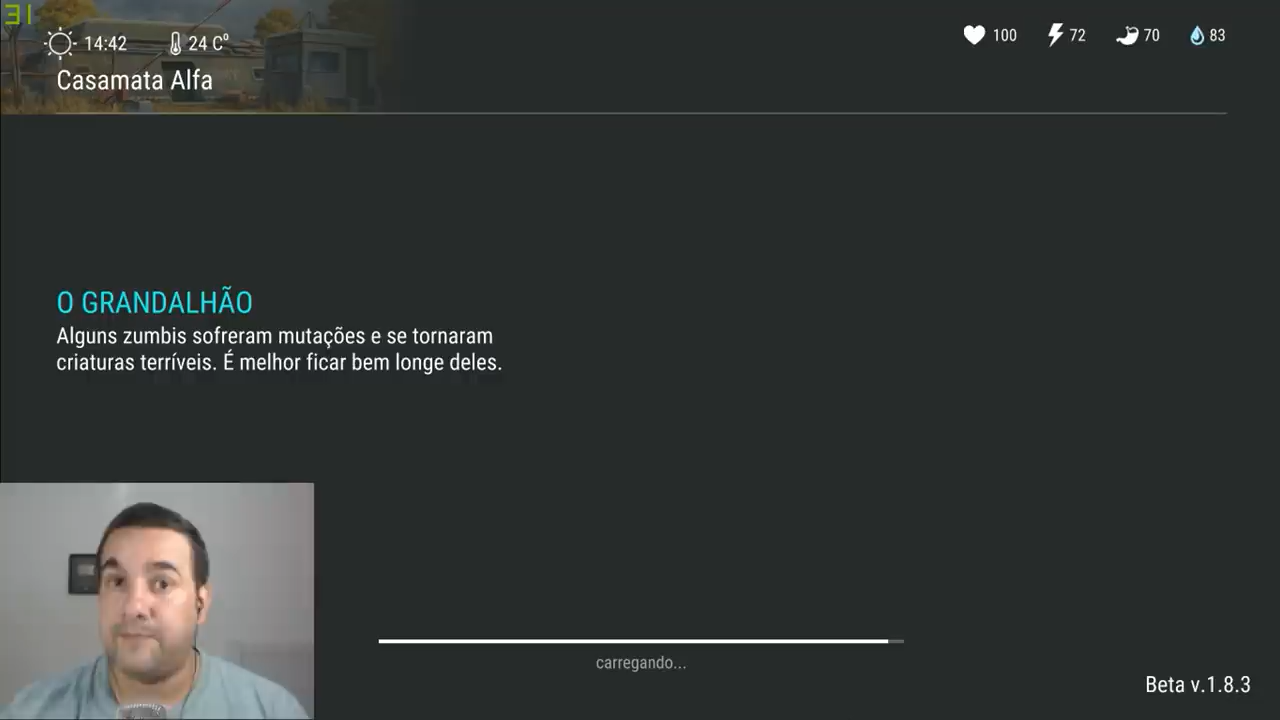 31
14:42 24 Cº
100 72 70 83
Casamata Alfa
O GRANDALHÃO
Alguns zumbis sofreram mutações e se tornaram
criaturas terríveis. É melhor ficar bem longe deles.
carregando...
Beta v.1.8.3